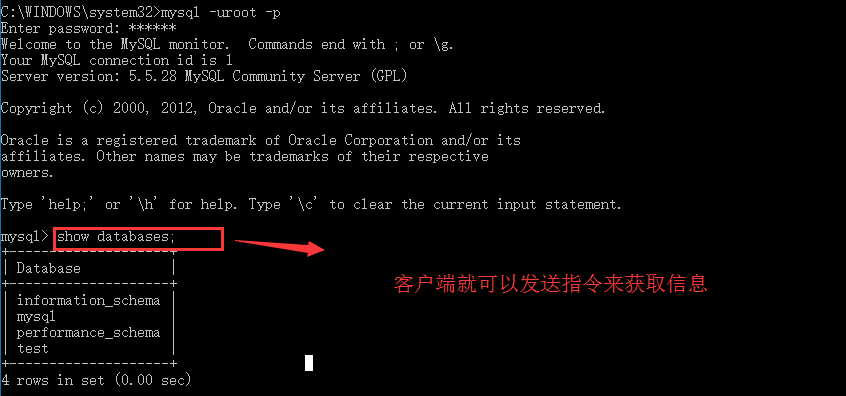 C:\WINDOWS\system32>mysql -uroot -p
Enter password: ******
Welcome to the MySQL monitor.  Commands end with ; or \g.
Your MySQL connection id is 1
Server version: 5.5.28 MySQL Community Server (GPL)
Copyright (c) 2000, 2012, Oracle and/or its affiliates. All rights reserved.
Oracle is a registered trademark of Oracle Corporation and/or its
affiliates. Other names may be trademarks of their respective
owners.
Type 'help;' or '\h' for help. Type '\c' to clear the current input statement.
mysql> show databases;
+--------------------+
| Database           |
+--------------------+
| information_schema |
| mysql              |
| performance_schema |
| test               |
+--------------------+
4 rows in set (0.00 sec)
客户端就可以发送指令来获取信息